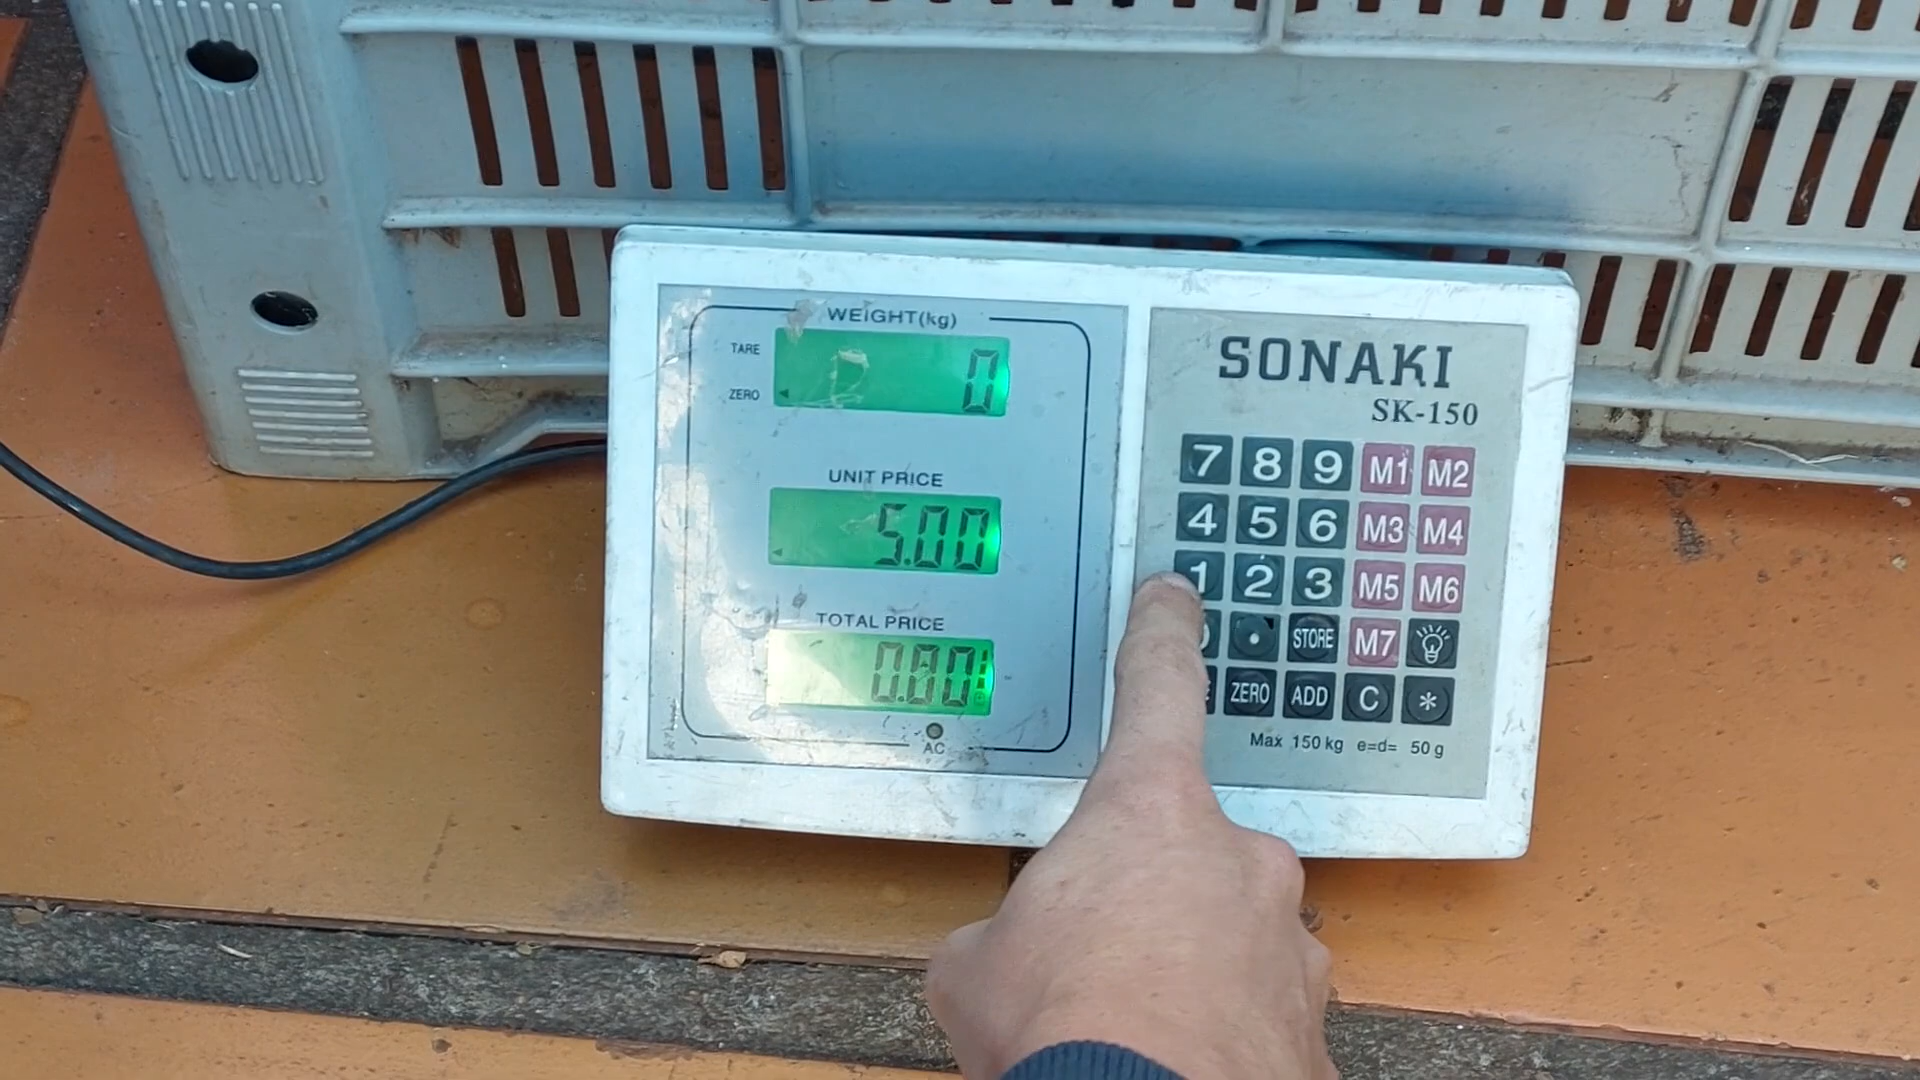 WEIGHT(kg)
TARE
ZERO
0
UNIT PRICE
5.00
TOTAL PRICE
AC
SONAKI
SK-150
7 8 9 M1 M2
4 5 6 M3 M4
1 2 3 M5 M6
. STORE M7
ZERO ADD C *
Max 150 kg e=d= 50 g